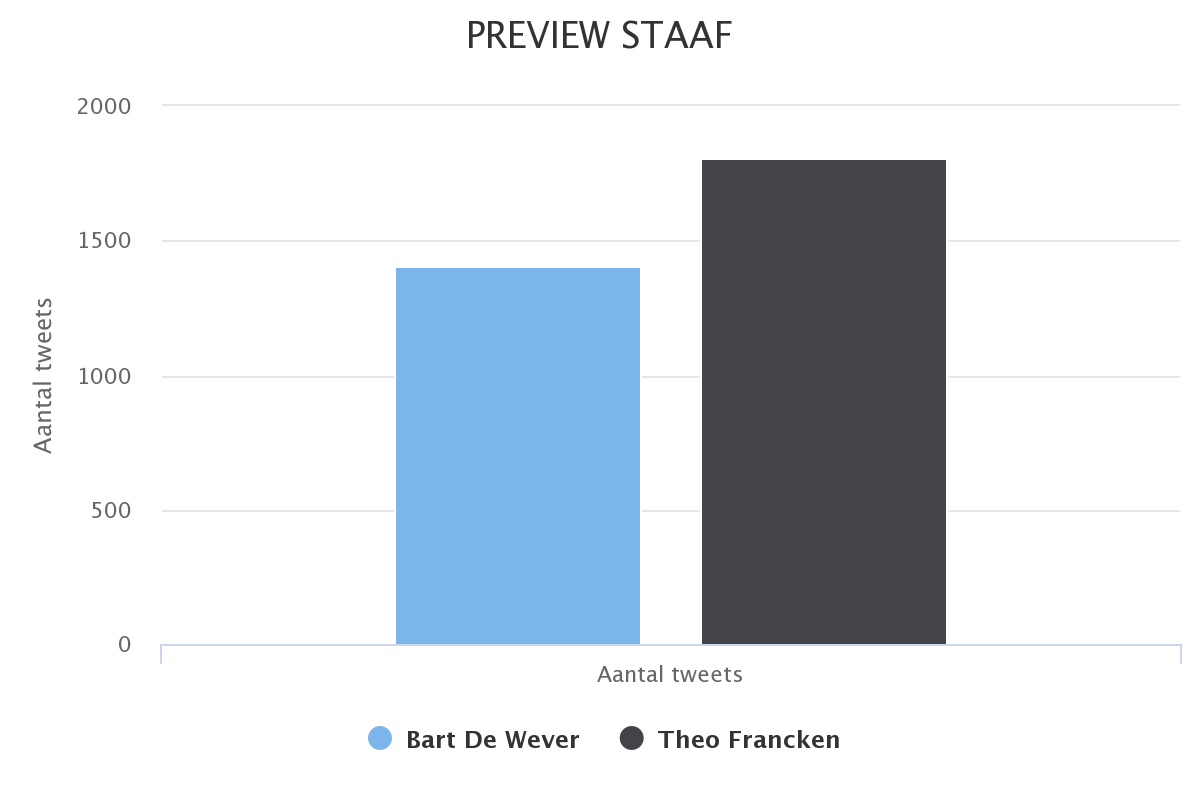 PREVIEW STAAF
2000
1500
1000
500
0
Aantal tweets
Aantal tweets
Bart De Wever
Theo Francken